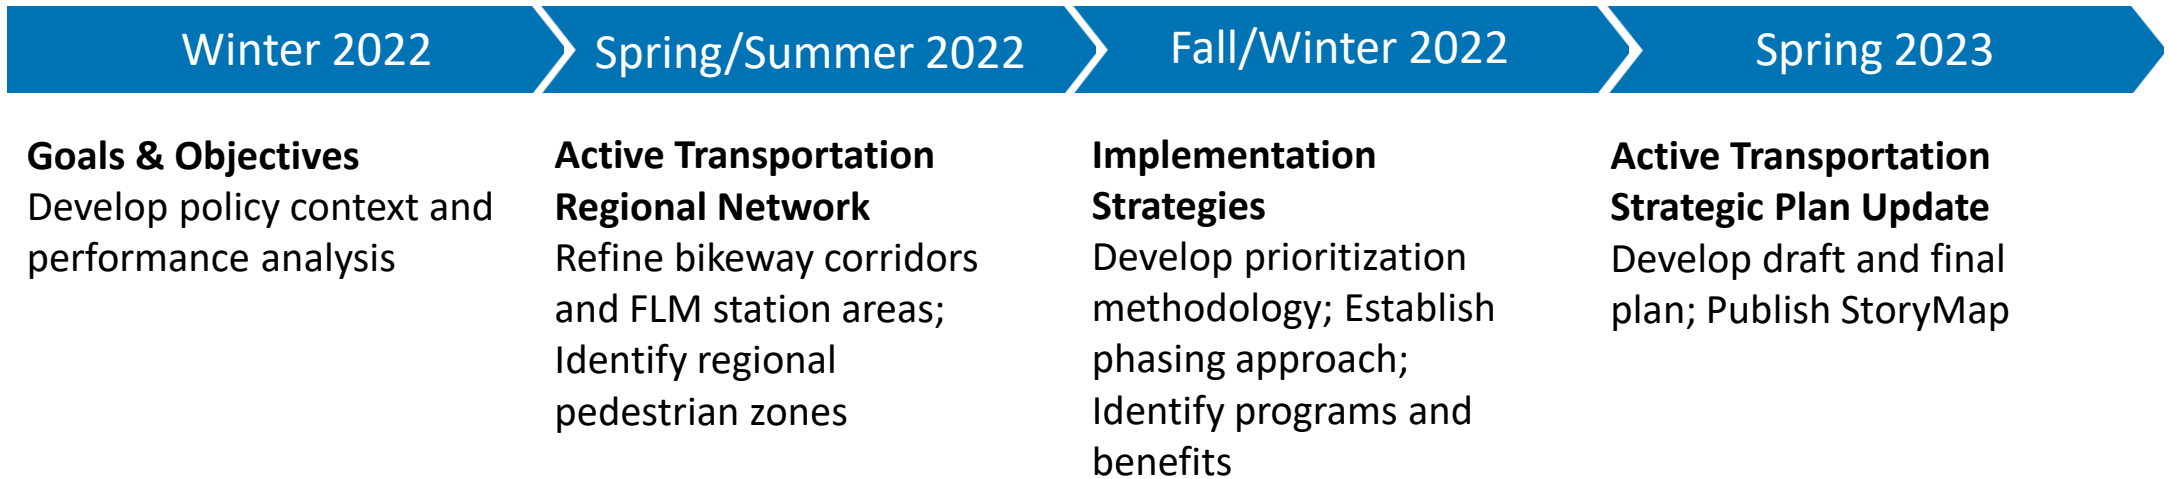 Winter 2022
Spring/Summer 2022
Fall/Winter 2022
Spring 2023
Goals & Objectives
Develop policy context and
performance analysis
Active Transportation
Regional Network
Refine bikeway corridors
and FLM station areas;
Identify regional
pedestrian zones
Implementation
Strategies
Develop prioritization
methodology; Establish
phasing approach;
Identify programs and
benefits
Active Transportation
Strategic Plan Update
Develop draft and final
plan; Publish StoryMap